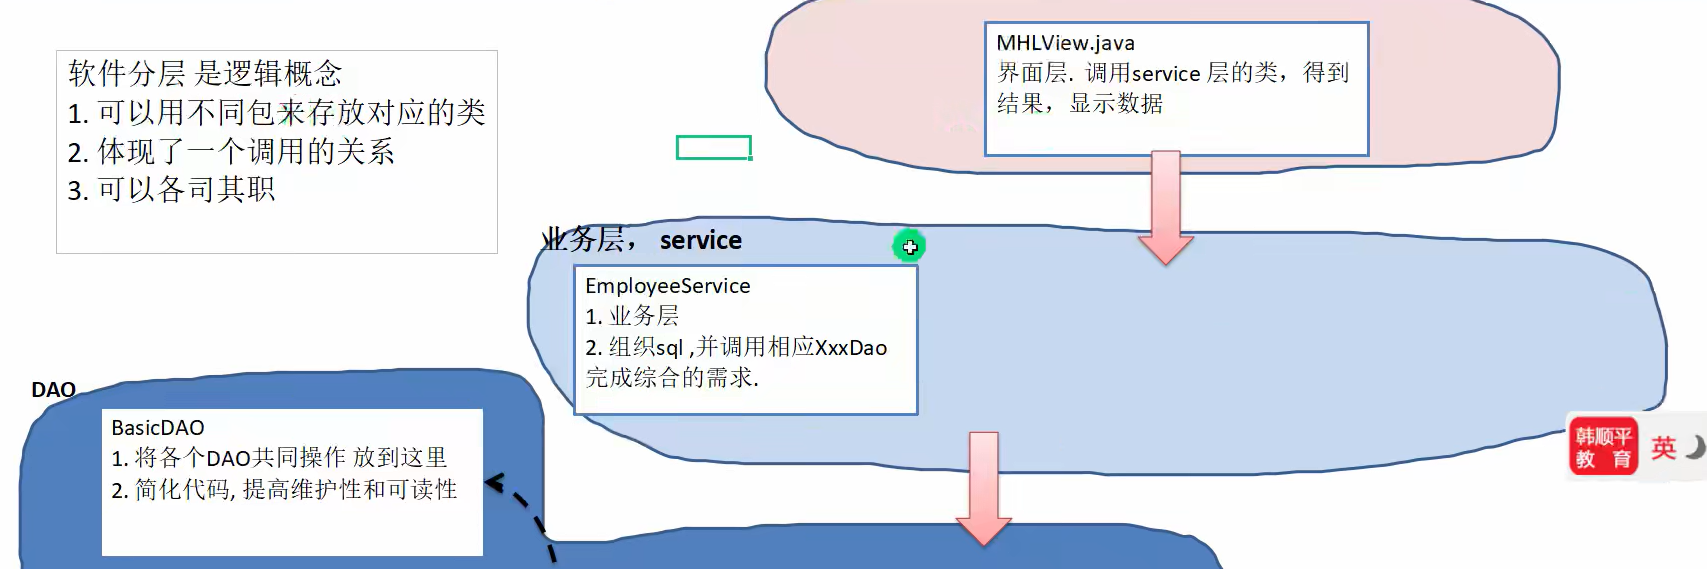 软件分层 是逻辑概念
1. 可以用不同包来存放对应的类
2. 体现了一个调用的关系
3. 可以各司其职
MHLView.java
界面层. 调用service 层的类，得到
结果，显示数据
业务层， service
EmployeeService
1. 业务层
2. 组织sql ,并调用相应XxxDao
完成综合的需求.
DAO
BasicDAO
1. 将各个DAO共同操作 放到这里
2. 简化代码, 提高维护性和可读性
韩顺平
教 育
英